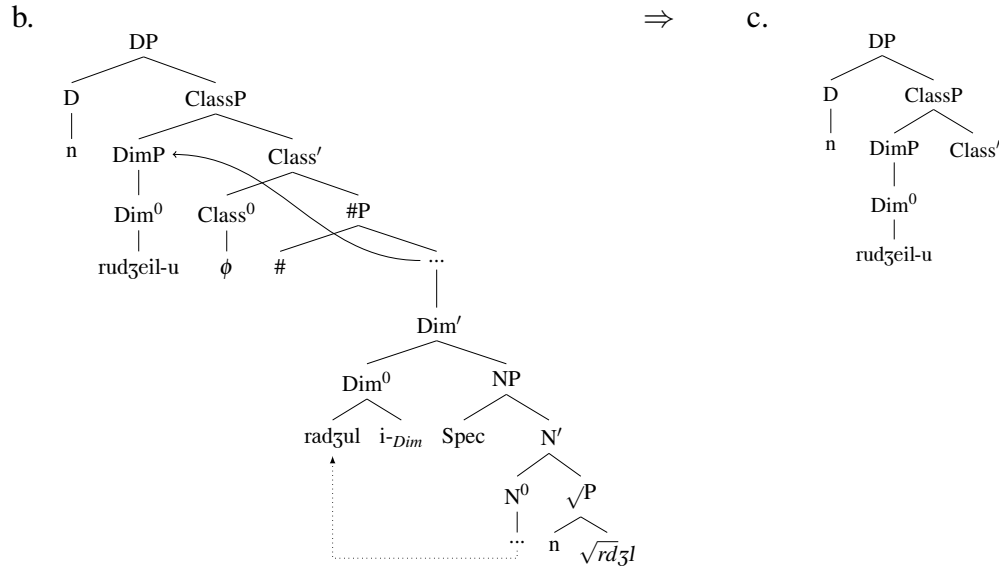 b. ⇒ c.
DP DP
D ClassP D ClassP
n DimP Class′ n DimP Class′
Dim⁰ Class⁰ #P Dim⁰
rudʒeil-u ϕ # ... rudʒeil-u
Dim′
Dim⁰ NP
radʒul i-Dim Spec N′
N⁰ √P
... n √rdʒl